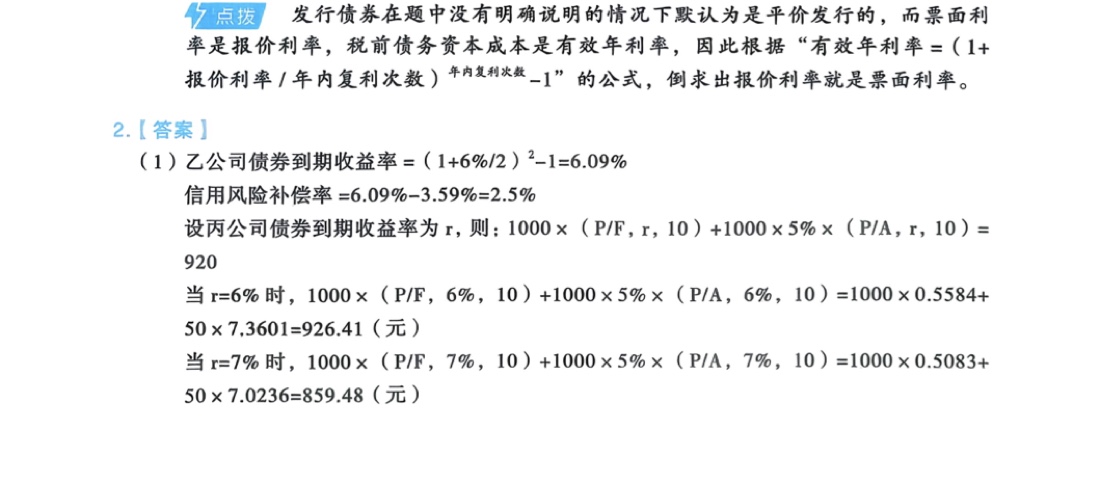 点拨 发行债券在题中没有明确说明的情况下默认为是平价发行的，而票面利
率是报价利率，税前债务资本成本是有效年利率，因此根据“有效年利率=（1+
报价利率/年内复利次数）年内复利次数-1”的公式，倒求出报价利率就是票面利率。
2.【答案】
（1）乙公司债券到期收益率=（1+6%/2）²-1=6.09%
信用风险补偿率=6.09%-3.59%=2.5%
设丙公司债券到期收益率为r，则：1000×（P/F，r，10）+1000×5%×（P/A，r，10）=
920
当r=6%时，1000×（P/F，6%，10）+1000×5%×（P/A，6%，10）=1000×0.5584+
50×7.3601=926.41（元）
当r=7%时，1000×（P/F，7%，10）+1000×5%×（P/A，7%，10）=1000×0.5083+
50×7.0236=859.48（元）